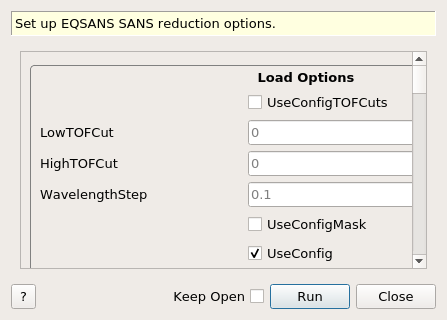 Set up EQSANS SANS reduction options.
Load Options
UseConfigTOFCuts
LowTOFCut 0
HighTOFCut 0
WavelengthStep 0.1
UseConfigMask
UseConfig
? Keep Open Run Close